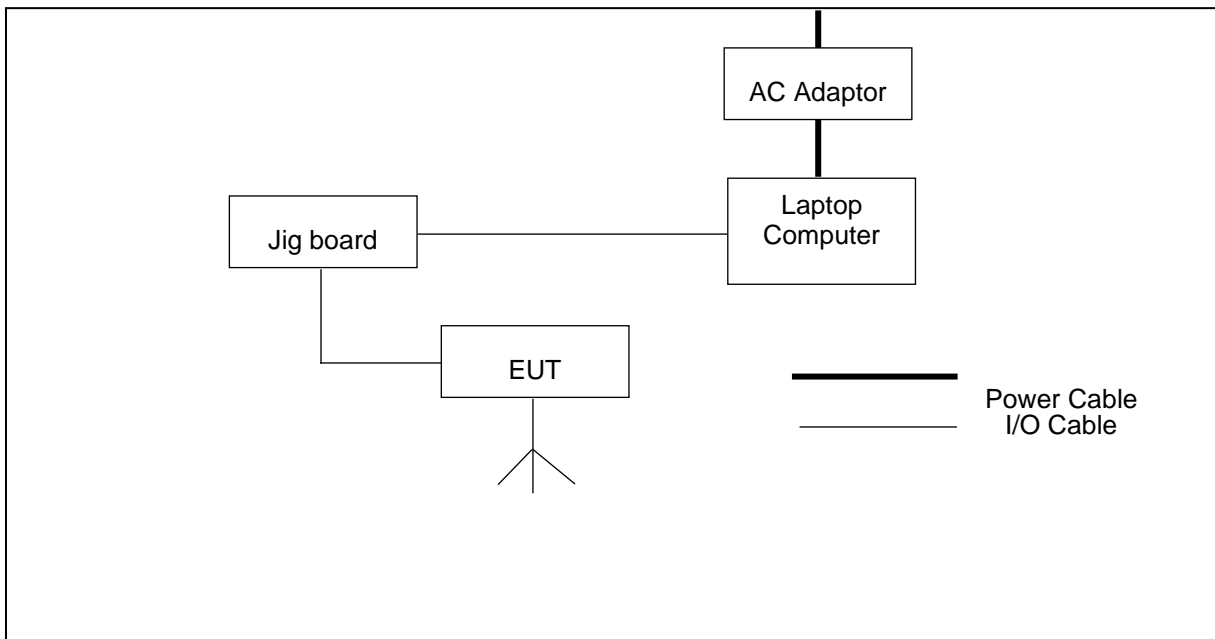 AC Adaptor
Laptop
Computer
Jig board
EUT
Power Cable
I/O Cable